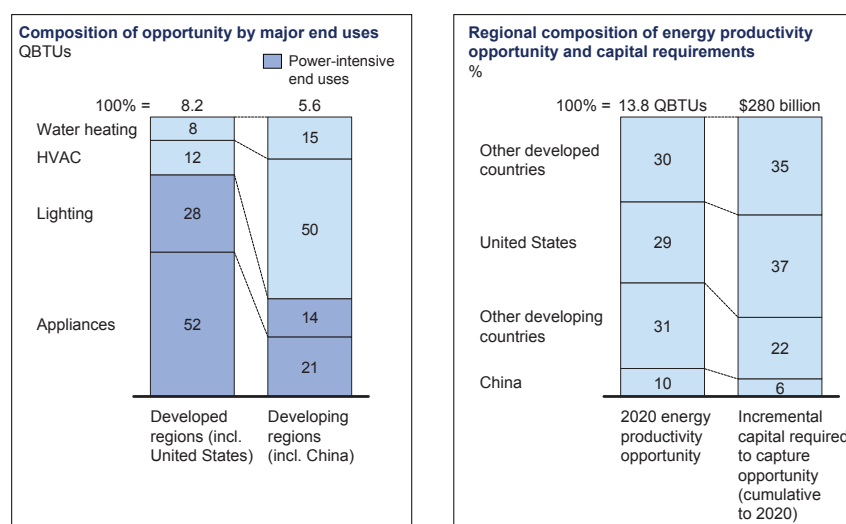 Composition of opportunity by major end uses
QBTUs
Power-intensive
end uses
100% = 8.2 5.6
Water heating 8 15
HVAC 12 50
Lighting 28 14
Appliances 52 21
Developed
regions (incl.
United States)
Developing
regions
(incl. China)
Regional composition of energy productivity
opportunity and capital requirements
%
100% = 13.8 QBTUs $280 billion
Other developed
countries
30 35
United States 29 37
Other developing
countries
31 22
China 10 6
2020 energy
productivity
opportunity
Incremental
capital required
to capture
opportunity
(cumulative
to 2020)